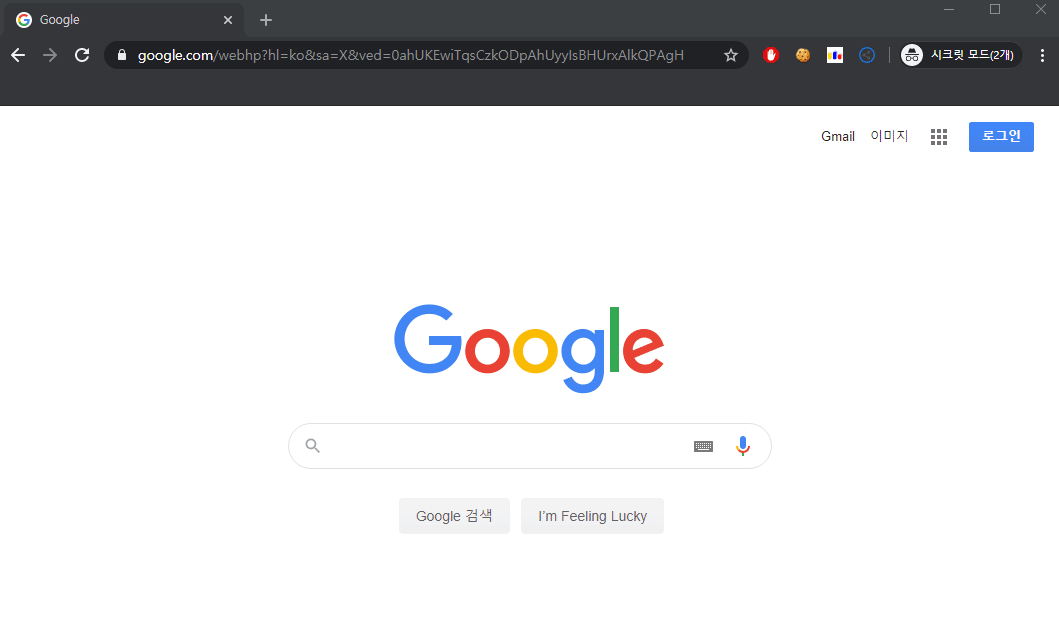 Google
google.com/webhp?hl=ko&sa=X&ved=0ahUKEwiTqsCzkODpAhUyyIsBHUrxAlkQPAgH
시크릿 모드(2개)
Gmail 이미지 로그인
Google
Google 검색 I'm Feeling Lucky